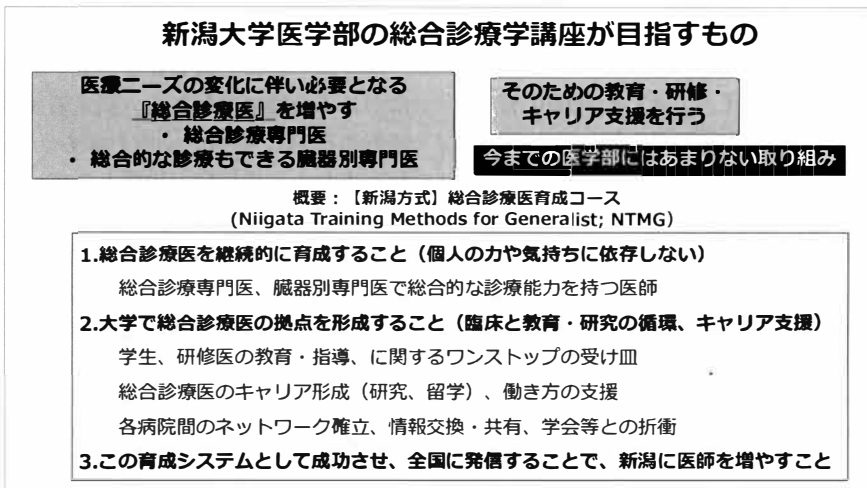 新潟大学医学部の総合診療学講座が目指すもの
医療ニーズの変化に伴い必要となる
『総合診療医』を増やす
・ 総合診療専門医
・ 総合的な診療もできる臓器別専門医
そのための教育・研修・
キャリア支援を行う
今までの医学部にはあまりない取り組み
概要：【新潟方式】総合診療医育成コース
(Niigata Training Methods for Generalist; NTMG)
1.総合診療医を継続的に育成すること（個人の力や気持ちに依存しない）
総合診療専門医、臓器別専門医で総合的な診療能力を持つ医師
2.大学で総合診療医の拠点を形成すること（臨床と教育・研究の循環、キャリア支援）
学生、研修医の教育・指導、に関するワンストップの受け皿
総合診療医のキャリア形成（研究、留学）、働き方の支援
各病院間のネットワーク確立、情報交換・共有、学会等との折衝
3.この育成システムとして成功させ、全国に発信することで、新潟に医師を増やすこと